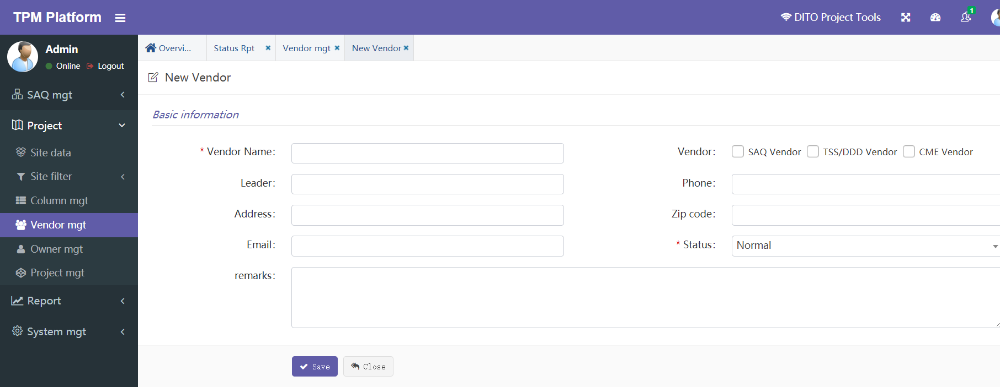 TPM Platform
DITO Project Tools
1
Admin
Online Logout
SAQ mgt
Project
Site data
Site filter
Column mgt
Vendor mgt
Owner mgt
Project mgt
Report
System mgt
Overvi...
Status Rpt
Vendor mgt
New Vendor
New Vendor
Basic information
* Vendor Name:
Vendor: SAQ Vendor TSS/DDD Vendor CME Vendor
Leader:
Phone:
Address:
Zip code:
Email:
* Status: Normal
remarks:
Save
Close